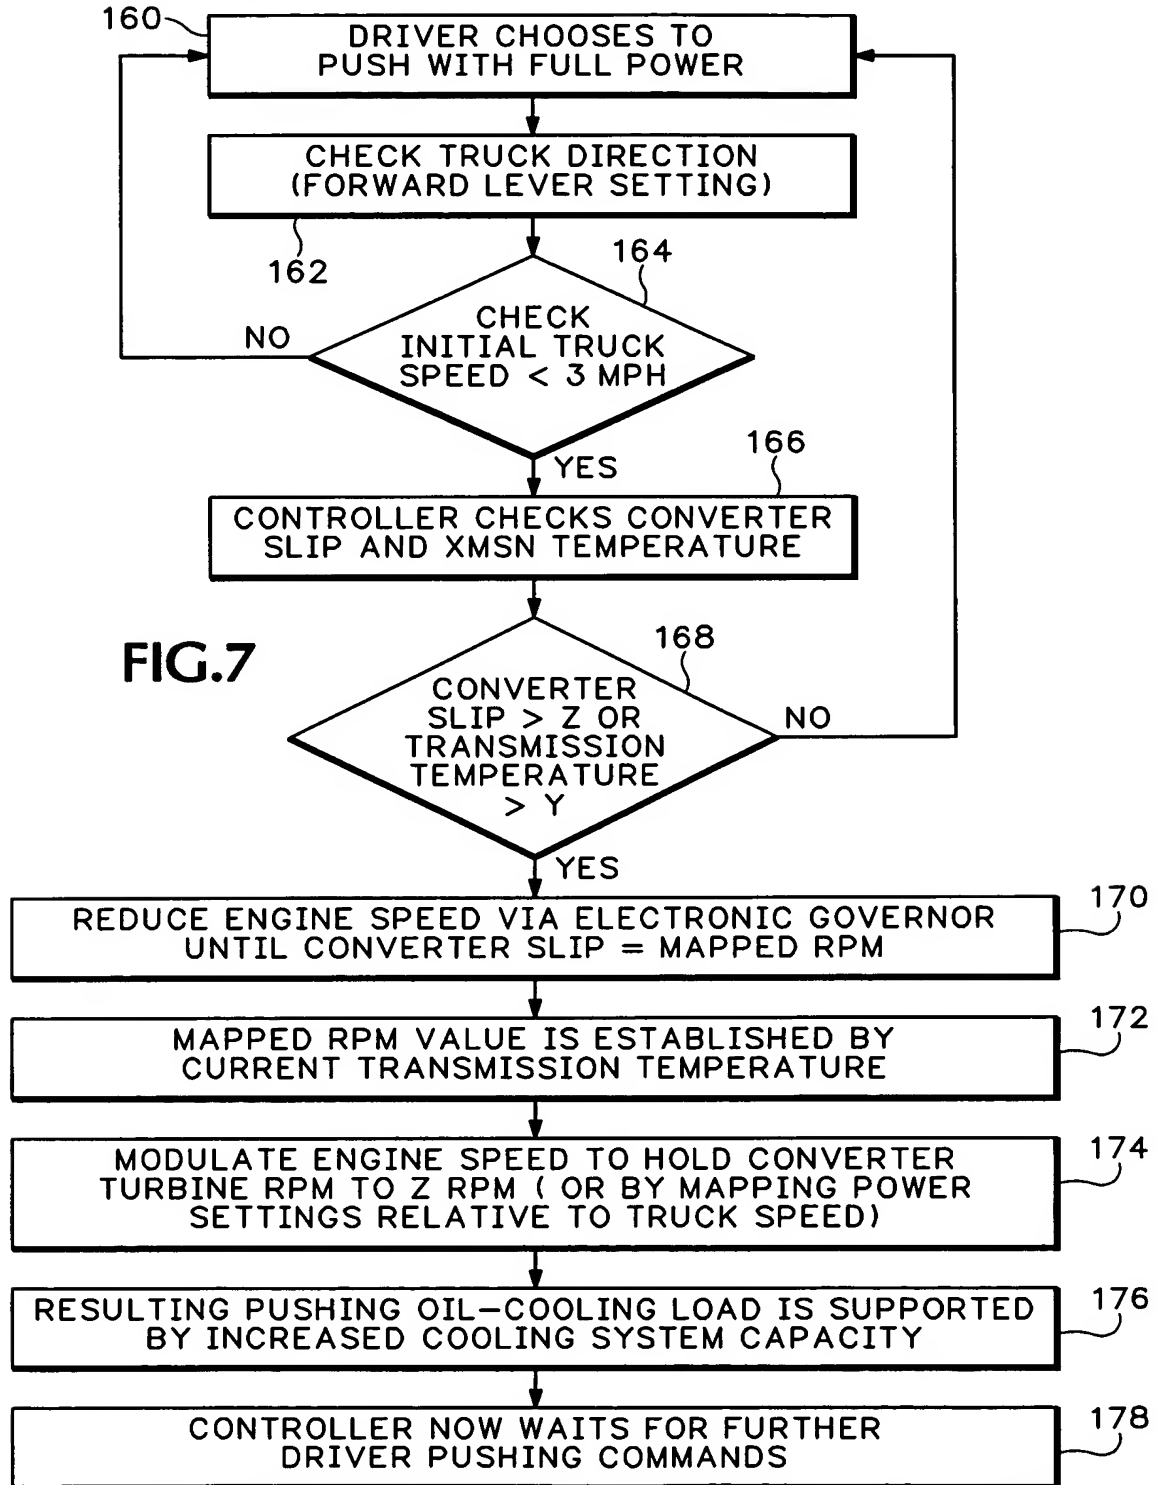 160
DRIVER CHOOSES TO
PUSH WITH FULL POWER
CHECK TRUCK DIRECTION
(FORWARD LEVER SETTING)
162
164
CHECK
INITIAL TRUCK
SPEED < 3 MPH
NO
YES
166
CONTROLLER CHECKS CONVERTER
SLIP AND XMSN TEMPERATURE
FIG.7
168
CONVERTER
SLIP > Z OR
TRANSMISSION
TEMPERATURE
> Y
NO
YES
170
REDUCE ENGINE SPEED VIA ELECTRONIC GOVERNOR
UNTIL CONVERTER SLIP = MAPPED RPM
172
MAPPED RPM VALUE IS ESTABLISHED BY
CURRENT TRANSMISSION TEMPERATURE
174
MODULATE ENGINE SPEED TO HOLD CONVERTER
TURBINE RPM TO Z RPM ( OR BY MAPPING POWER
SETTINGS RELATIVE TO TRUCK SPEED)
176
RESULTING PUSHING OIL-COOLING LOAD IS SUPPORTED
BY INCREASED COOLING SYSTEM CAPACITY
178
CONTROLLER NOW WAITS FOR FURTHER
DRIVER PUSHING COMMANDS